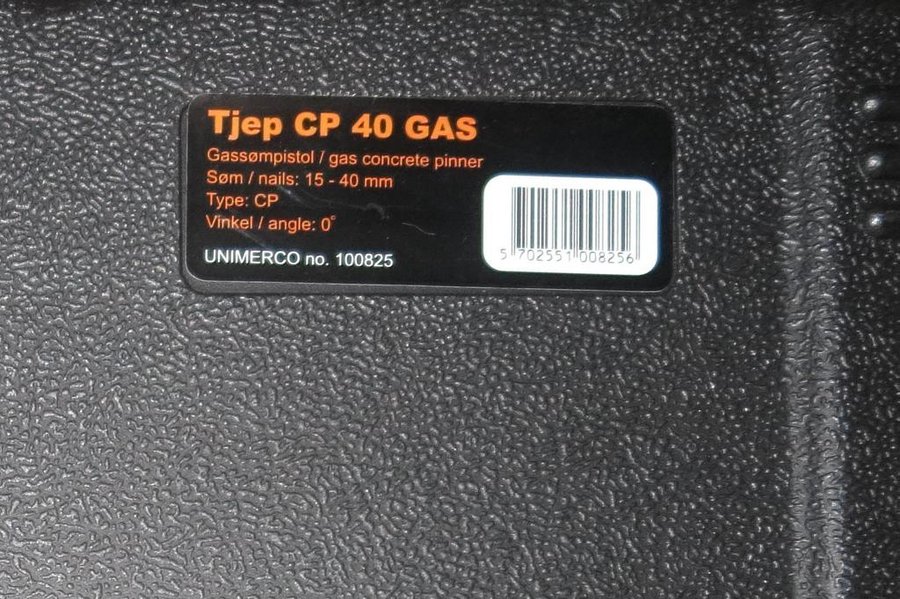 Tjep CP 40 GAS
Gassømpistol / gas concrete pinner
Søm / nails: 15 - 40 mm
Type: CP
Vinkel / angle: 0°
UNIMERCO no. 100825
5 702551 008256